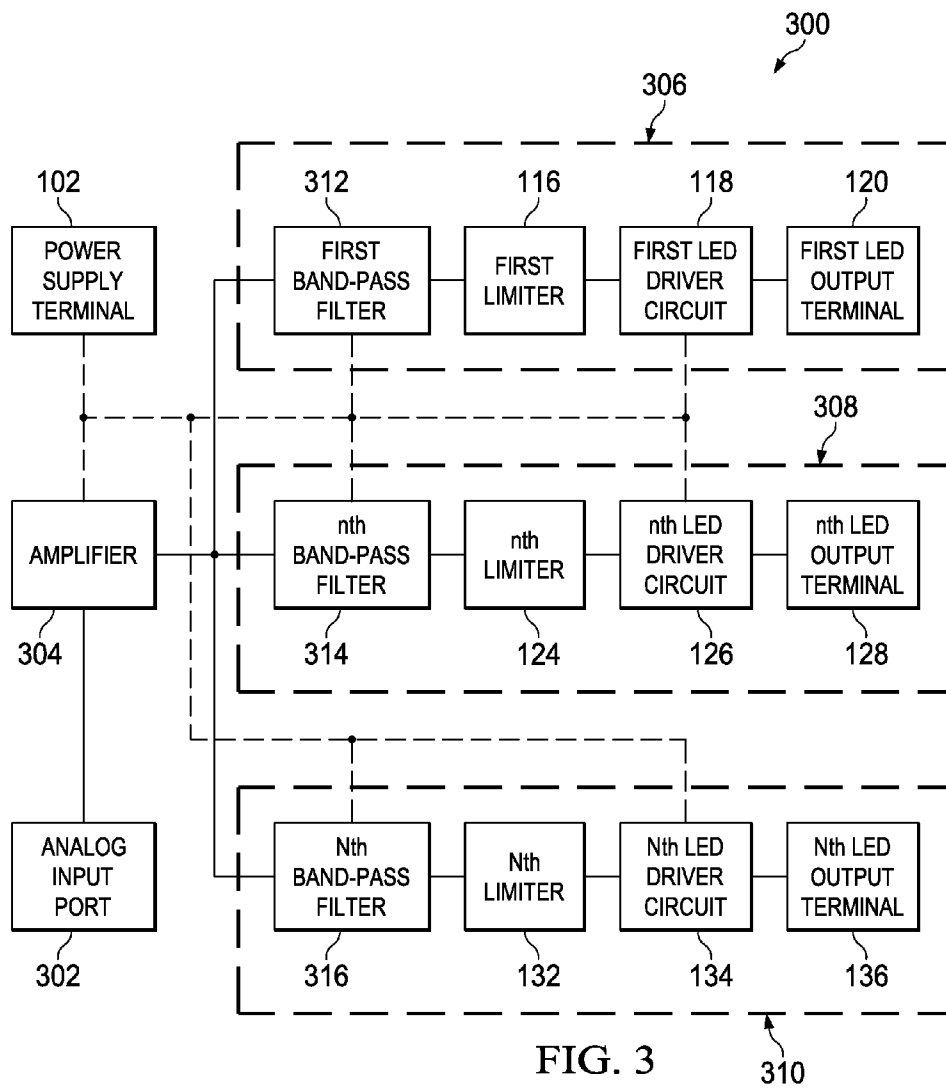 300
306
102
312
116
118
120
POWER
SUPPLY
TERMINAL
FIRST
BAND-PASS
FILTER
FIRST
LIMITER
FIRST LED
DRIVER
CIRCUIT
FIRST LED
OUTPUT
TERMINAL
308
AMPLIFIER
nth
BAND-PASS
FILTER
nth
LIMITER
nth LED
DRIVER
CIRCUIT
nth LED
OUTPUT
TERMINAL
304
314
124
126
128
ANALOG
INPUT
PORT
Nth
BAND-PASS
FILTER
Nth
LIMITER
Nth LED
DRIVER
CIRCUIT
Nth LED
OUTPUT
TERMINAL
302
316
132
134
136
FIG. 3
310